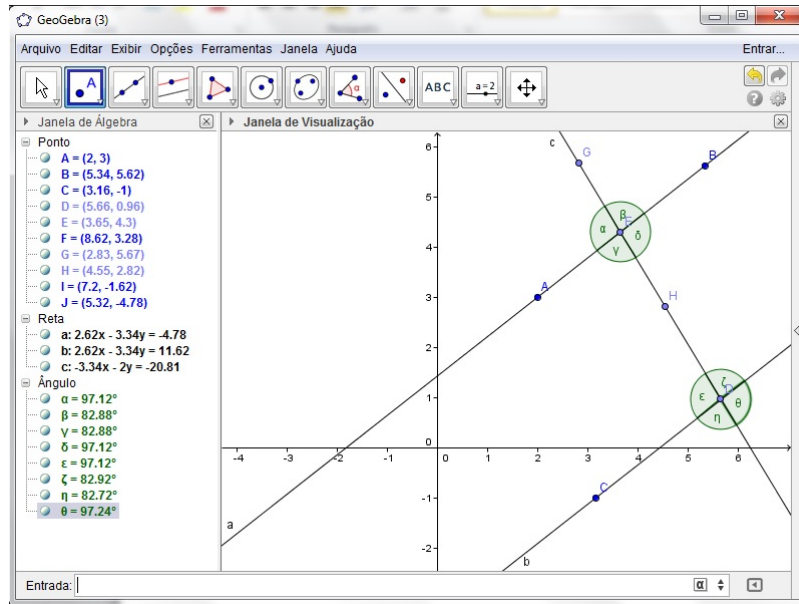 GeoGebra (3)
Arquivo Editar Exibir Opções Ferramentas Janela Ajuda
Entrar...
A
α
ABC
a=2
Janela de Álgebra
Janela de Visualização
Ponto
A = (2, 3)
B = (5.34, 5.62)
C = (3.16, -1)
D = (5.66, 0.96)
E = (3.65, 4.3)
F = (8.62, 3.28)
G = (2.83, 5.67)
H = (4.55, 2.82)
I = (7.2, -1.62)
J = (5.32, -4.78)
Reta
a: 2.62x - 3.34y = -4.78
b: 2.62x - 3.34y = 11.62
c: -3.34x - 2y = -20.81
Ângulo
α = 97.12°
β = 82.88°
γ = 82.88°
δ = 97.12°
ε = 97.12°
ζ = 82.92°
η = 82.72°
θ = 97.24°
c
G
B
6
5
β
E
α
δ
γ
4
A
H
3
2
ζ
D
ε
θ
η
1
0
-4 -3 -2 -1 0 1 2 3 4 5 6
C
-1
a
-2
b
Entrada:
α